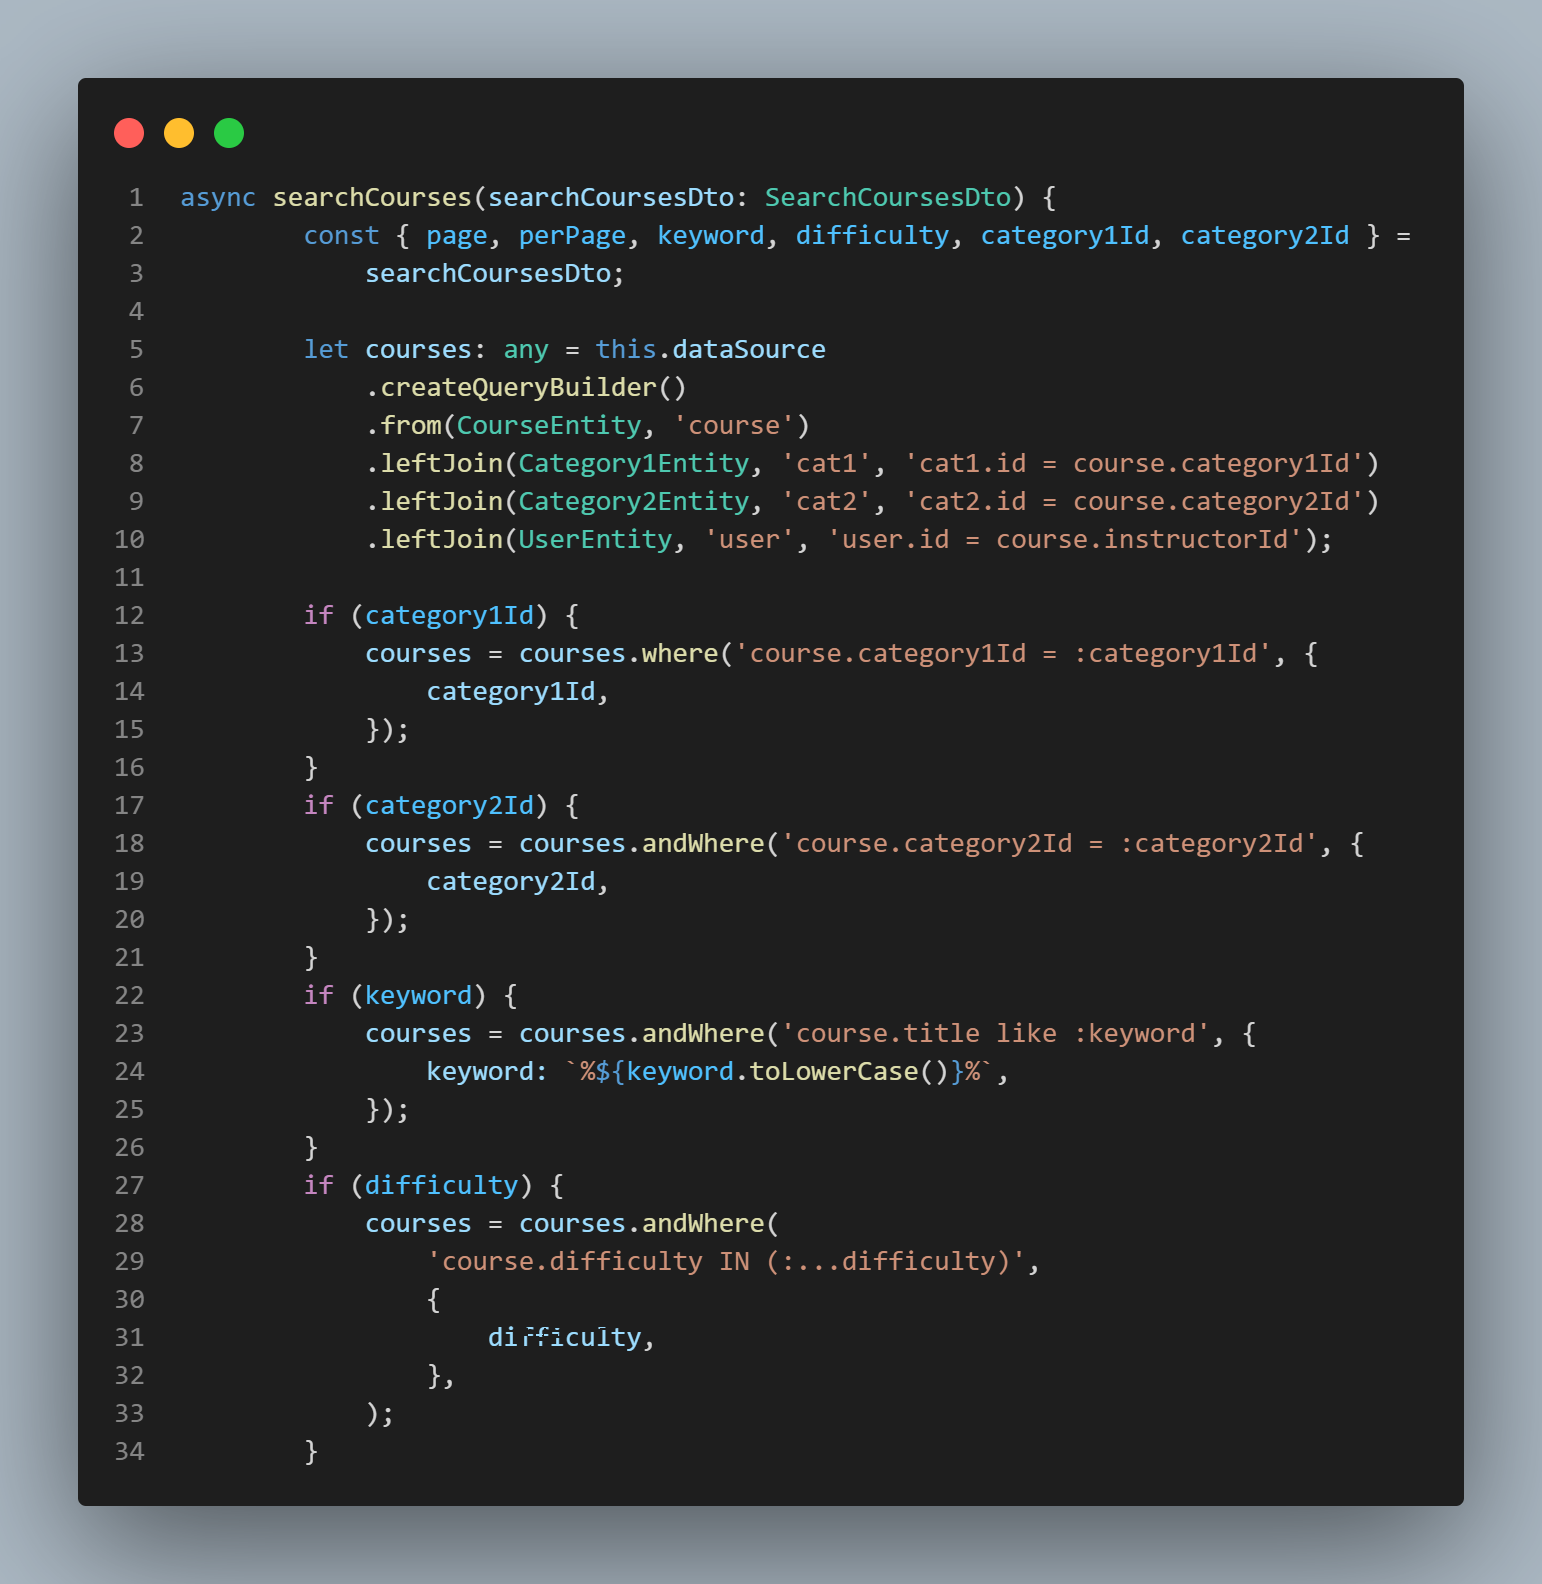 1 async searchCourses(searchCoursesDto: SearchCoursesDto) {
2         const { page, perPage, keyword, difficulty, category1Id, category2Id } =
3             searchCoursesDto;
4
5         let courses: any = this.dataSource
6             .createQueryBuilder()
7             .from(CourseEntity, 'course')
8             .leftJoin(Category1Entity, 'cat1', 'cat1.id = course.category1Id')
9             .leftJoin(Category2Entity, 'cat2', 'cat2.id = course.category2Id')
10             .leftJoin(UserEntity, 'user', 'user.id = course.instructorId');
11
12         if (category1Id) {
13             courses = courses.where('course.category1Id = :category1Id', {
14                 category1Id,
15             });
16         }
17         if (category2Id) {
18             courses = courses.andWhere('course.category2Id = :category2Id', {
19                 category2Id,
20             });
21         }
22         if (keyword) {
23             courses = courses.andWhere('course.title like :keyword', {
24                 keyword: `%${keyword.toLowerCase()}%`,
25             });
26         }
27         if (difficulty) {
28             courses = courses.andWhere(
29                 'course.difficulty IN (:...difficulty)',
30                 {
31                     difficulty,
32                 },
33             );
34         }